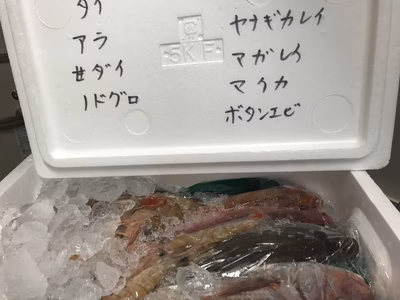 タイ
アラ
甘ダイ
ノドグロ
C
5KF
ヤナギカレイ
マガレイ
マイカ
ボタンエビ